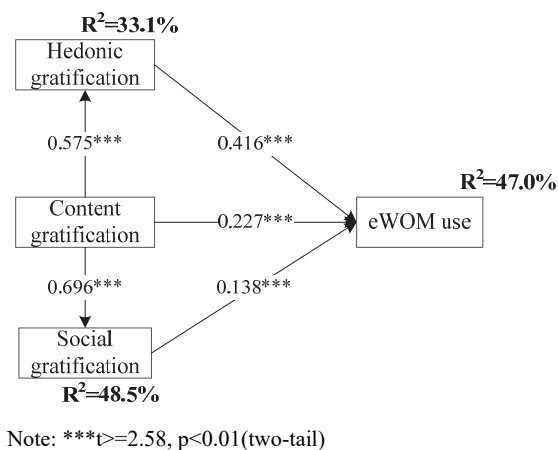 R²=33.1%
Hedonic
gratification
0.575***
0.416***
R²=47.0%
Content
gratification
0.227***
eWOM use
0.696***
0.138***
Social
gratification
R²=48.5%
Note: ***t>=2.58, p<0.01(two-tail)